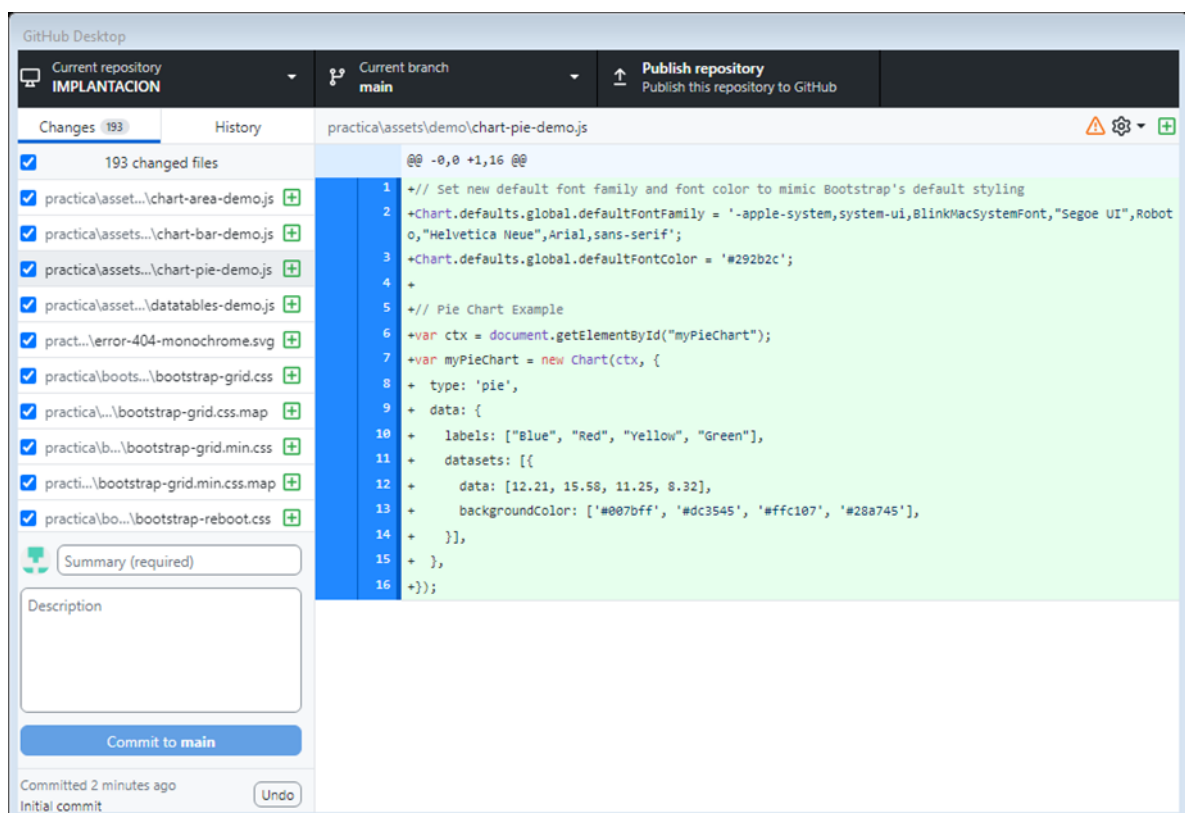 GitHub Desktop
Current repository
IMPLANTACION
Current branch
main
Publish repository
Publish this repository to GitHub
Changes 193
History
193 changed files
practica\asset...\chart-area-demo.js
practica\assets...\chart-bar-demo.js
practica\assets...\chart-pie-demo.js
practica\asset...\datatables-demo.js
pract...\error-404-monochrome.svg
practica\boots...\bootstrap-grid.css
practica\...\bootstrap-grid.css.map
practica\b...\bootstrap-grid.min.css
practi...\bootstrap-grid.min.css.map
practica\bo...\bootstrap-reboot.css
Summary (required)
Description
Commit to main
Committed 2 minutes ago
Initial commit
Undo
practica\assets\demo\chart-pie-demo.js
@@ -0,0 +1,16 @@
1 +// Set new default font family and font color to mimic Bootstrap's default styling
2 +Chart.defaults.global.defaultFontFamily = '-apple-system,system-ui,BlinkMacSystemFont,"Segoe UI",Robot
o,"Helvetica Neue",Arial,sans-serif';
3 +Chart.defaults.global.defaultFontColor = '#292b2c';
4 +
5 +// Pie Chart Example
6 +var ctx = document.getElementById("myPieChart");
7 +var myPieChart = new Chart(ctx, {
8 +  type: 'pie',
9 +  data: {
10 +    labels: ["Blue", "Red", "Yellow", "Green"],
11 +    datasets: [{
12 +      data: [12.21, 15.58, 11.25, 8.32],
13 +      backgroundColor: ['#007bff', '#dc3545', '#ffc107', '#28a745'],
14 +    }],
15 +  },
16 +});